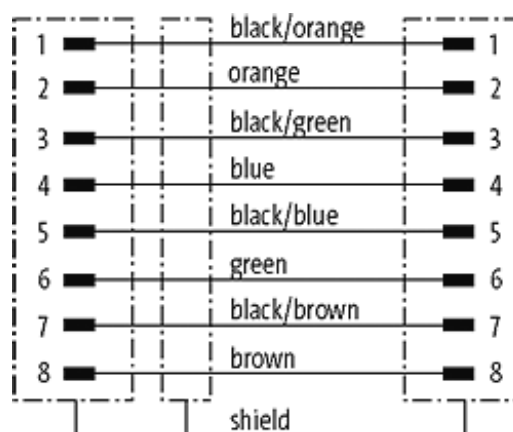 1 black/orange 1
2 orange 2
3 black/green 3
4 blue 4
5 black/blue 5
6 green 6
7 black/brown 7
8 brown 8
shield